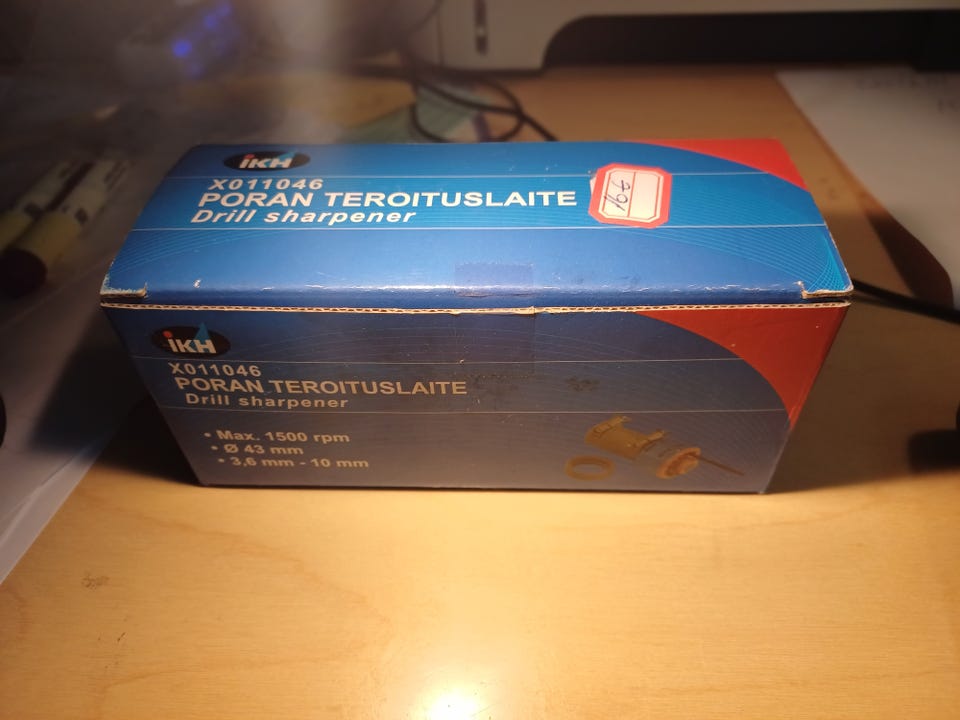 iKH
X011046
PORAN TEROITUSLAITE
Drill sharpener
iKH
X011046
PORAN TEROITUSLAITE
Drill sharpener
• Max. 1500 rpm
• Ø 43 mm
• 3,6 mm - 10 mm